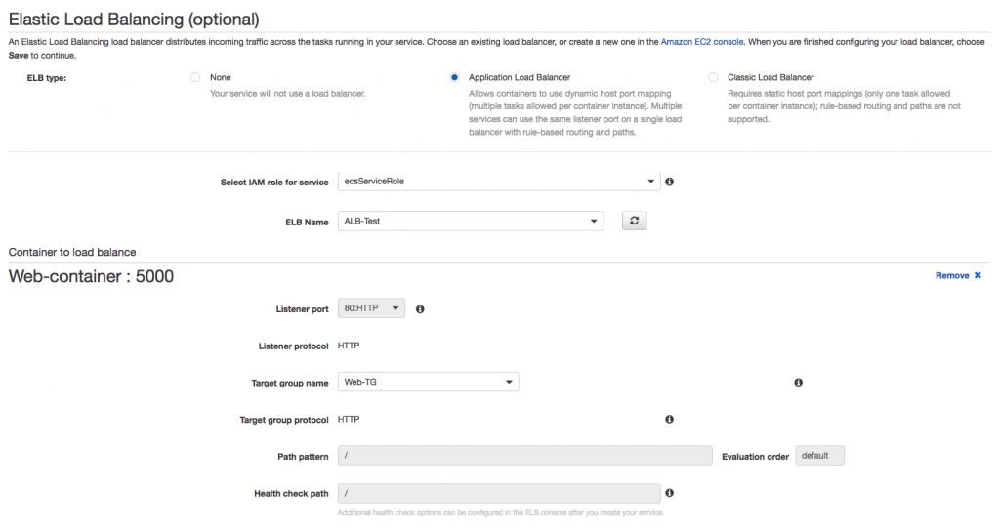 Elastic Load Balancing (optional)
An Elastic Load Balancing load balancer distributes incoming traffic across the tasks running in your service. Choose an existing load balancer, or create a new one in the Amazon EC2 console. When you are finished configuring your load balancer, choose
Save to continue.
ELB type:
None
Your service will not use a load balancer.
Application Load Balancer
Allows containers to use dynamic host port mapping
(multiple tasks allowed per container instance). Multiple
services can use the same listener port on a single load
balancer with rule-based routing and paths.
Classic Load Balancer
Requires static host port mappings (only one task allowed
per container instance); rule-based routing and paths are not
supported.
Select IAM role for service ecsServiceRole
ELB Name ALB-Test
Container to load balance
Web-container : 5000 Remove
Listener port 80:HTTP
Listener protocol HTTP
Target group name Web-TG
Target group protocol HTTP
Path pattern / Evaluation order default
Health check path /
Additional health check options can be configured in the ELB console after you create your service.